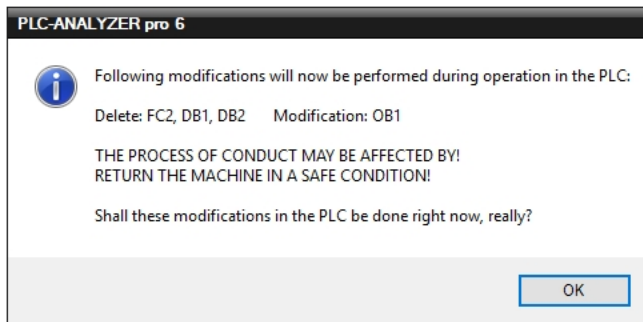 PLC-ANALYZER pro 6
Following modifications will now be performed during operation in the PLC:
Delete: FC2, DB1, DB2 Modification: OB1
THE PROCESS OF CONDUCT MAY BE AFFECTED BY!
RETURN THE MACHINE IN A SAFE CONDITION!
Shall these modifications in the PLC be done right now, really?
OK